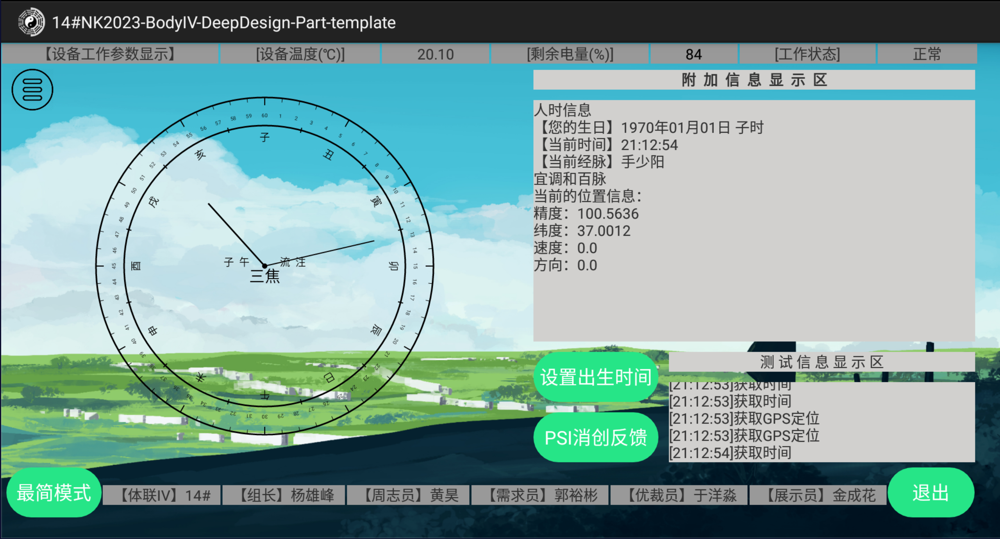 14#NK2023-BodyIV-DeepDesign-Part-template
【设备工作参数显示】 [设备温度(℃)] 20.10 [剩余电量(%)] 84 [工作状态] 正常
附加信息显示区
人时信息
【您的生日】1970年01月01日 子时
【当前时间】21:12:54
【当前经脉】手少阳
宜调和百脉
当前的位置信息：
精度：100.5636
纬度：37.0012
速度：0.0
方向：0.0
60 1 2 3 4 5 6 7 8 9 10 11 12 13 14 15 16 17 18 19 20 21 22 23 24 25 26 27 28 29 30 31 32 33 34 35 36 37 38 39 40 41 42 43 44 45 46 47 48 49 50 51 52 53 54 55 56 57 58 59
子 丑 寅 卯 辰 巳 午 未 申 酉 戌 亥
子午 流注
三焦
设置出生时间
PSI消创反馈
测试信息显示区
[21:12:53]获取时间
[21:12:53]获取时间
[21:12:53]获取GPS定位
[21:12:53]获取GPS定位
[21:12:54]获取时间
最简模式
【体联IV】14# 【组长】杨雄峰 【周志员】黄昊 【需求员】郭裕彬 【优裁员】于洋淼 【展示员】金成花
退出